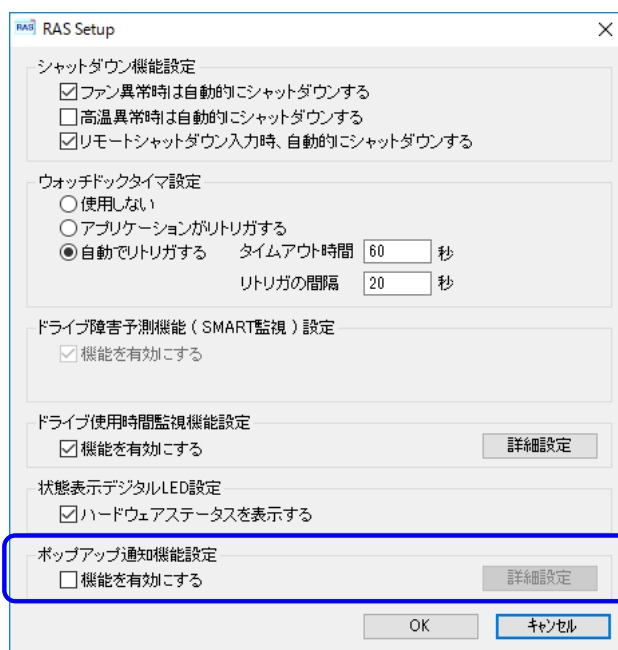 RAS RAS Setup
シャットダウン機能設定
ファン異常時は自動的にシャットダウンする
高温異常時は自動的にシャットダウンする
リモートシャットダウン入力時、自動的にシャットダウンする
ウォッチドックタイマ設定
使用しない
アプリケーションがリトリガする
自動でリトリガする タイムアウト時間 60 秒
リトリガの間隔 20 秒
ドライブ障害予測機能 ( SMART監視 ) 設定
機能を有効にする
ドライブ使用時間監視機能設定
機能を有効にする 詳細設定
状態表示デジタルLED設定
ハードウェアステータスを表示する
ポップアップ通知機能設定
機能を有効にする 詳細設定
OK キャンセル